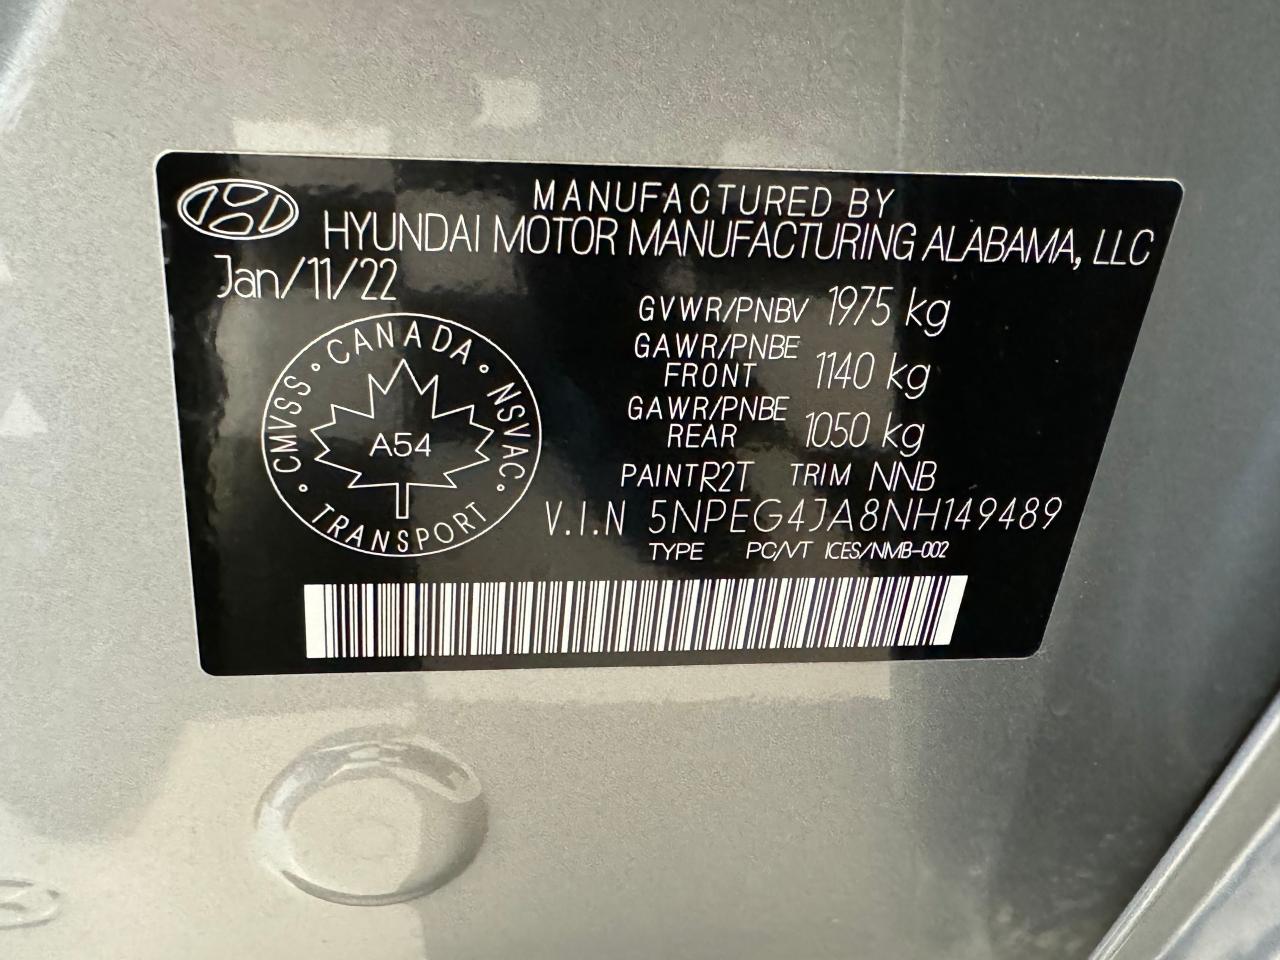 MANUFACTURED BY
HYUNDAI MOTOR MANUFACTURING ALABAMA, LLC
Jan/11/22
GVWR/PNBV 1975 kg
GAWR/PNBE FRONT 1140 kg
GAWR/PNBE REAR 1050 kg
PAINT R2T TRIM NNB
V.I.N 5NPEG4JA8NH149489
TYPE PC/VT ICES/NMB-002
CANADA
CMVSS
NSVAC
A54
TRANSPORT